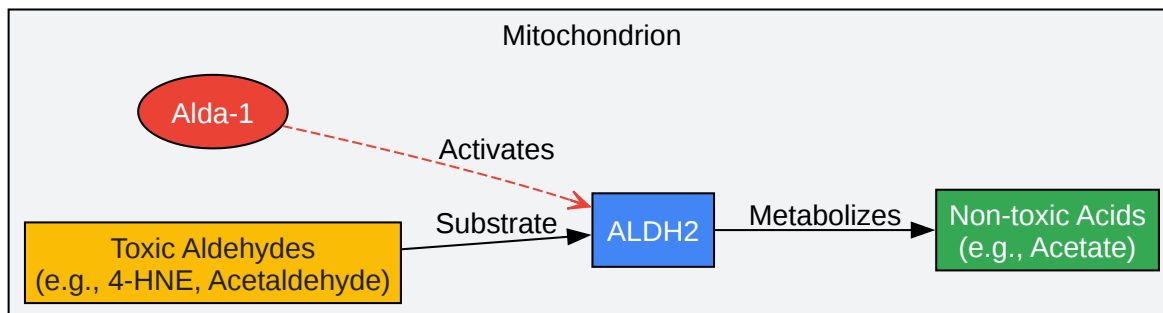 Mitochondrion
Alda-1
Activates
Toxic Aldehydes
(e.g., 4-HNE, Acetaldehyde)
Substrate
ALDH2
Metabolizes
Non-toxic Acids
(e.g., Acetate)